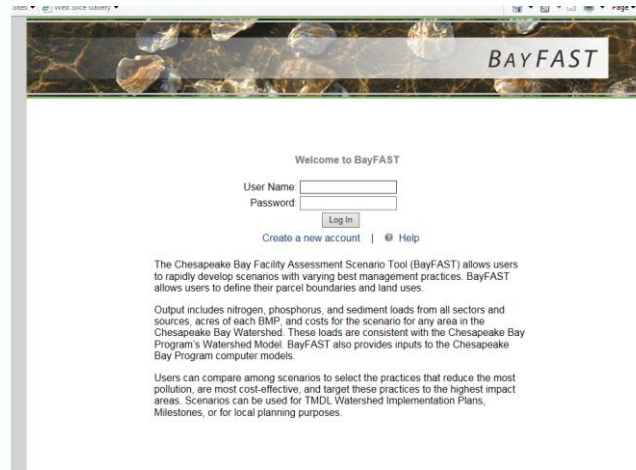 Sites Web Slice Gallery Page
BAYFAST
Welcome to BayFAST
User Name:
Password:
Log In
Create a new account | Help
The Chesapeake Bay Facility Assessment Scenario Tool (BayFAST) allows users
to rapidly develop scenarios with varying best management practices. BayFAST
allows users to define their parcel boundaries and land uses.
Output includes nitrogen, phosphorus, and sediment loads from all sectors and
sources, acres of each BMP, and costs for the scenario for any area in the
Chesapeake Bay Watershed. These loads are consistent with the Chesapeake Bay
Program's Watershed Model. BayFAST also provides inputs to the Chesapeake
Bay Program computer models.
Users can compare among scenarios to select the practices that reduce the most
pollution, are most cost-effective, and target these practices to the highest impact
areas. Scenarios can be used for TMDL Watershed Implementation Plans,
Milestones, or for local planning purposes.